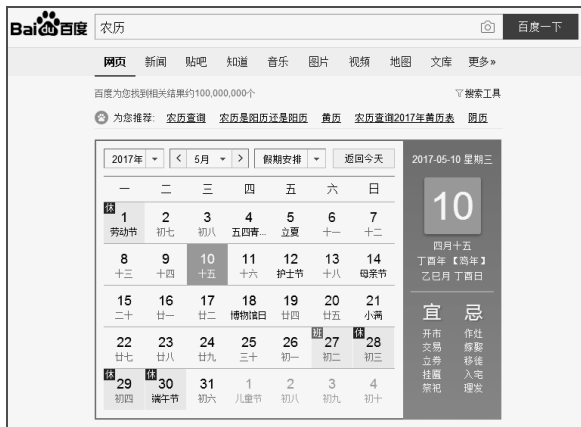 Bai百度 农历 百度一下
网页 新闻 贴吧 知道 音乐 图片 视频 地图 文库 更多»
百度为您找到相关结果约100,000,000个 搜索工具
为您推荐: 农历查询 农历是阳历还是阴历 黄历 农历查询2017年黄历表 阴历
2017年 5月 假期安排 返回今天
一 二 三 四 五 六 日
休 1 2 3 4 5 6 7
劳动节 初七 初八 五四青... 立夏 十一 十二
8 9 10 11 12 13 14
十三 十四 十五 十六 护士节 十八 母亲节
15 16 17 18 19 20 21
二十 廿一 廿二 博物馆日 廿四 廿五 小满
22 23 24 25 26 班 27 休 28
廿七 廿八 廿九 三十 初一 初二 初三
休 29 休 30 31 1 2 3 4
初四 端午节 初六 儿童节 初八 初九 初十
2017-05-10 星期三
10
四月十五
丁酉年【鸡年】
乙巳月 丁酉日
宜 忌
开市 作灶
交易 嫁娶
立券 移徙
挂匾 入宅
祭祀 理发